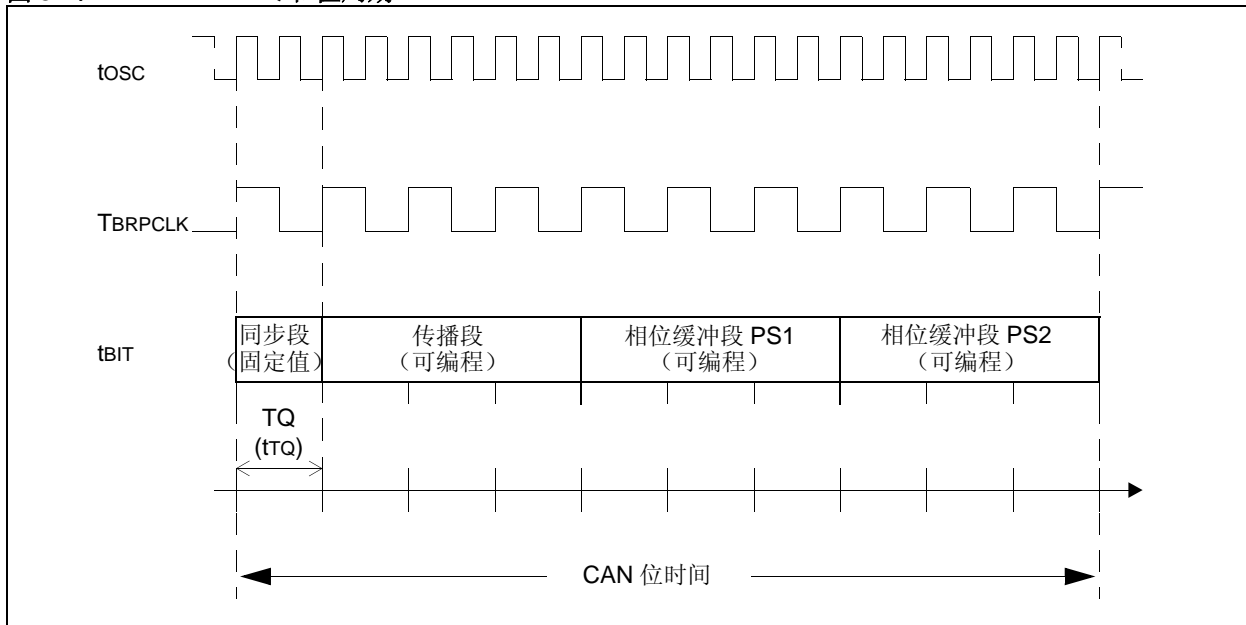 tOSC
TBRPCLK
tBIT
同步段
（固定值）
传播段
（可编程）
相位缓冲段 PS1
（可编程）
相位缓冲段 PS2
（可编程）
TQ
(tTQ)
CAN 位时间